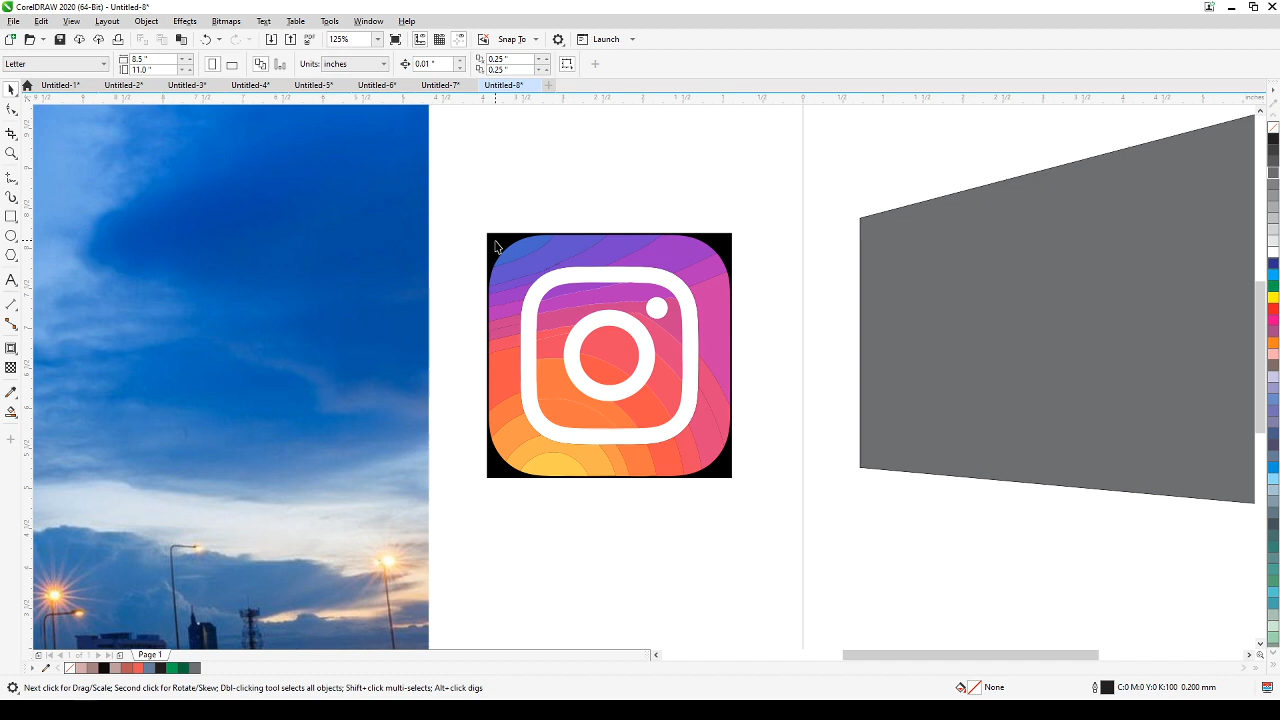 CorelDRAW 2020 (64-Bit) - Untitled-8*
File Edit View Layout Object Effects Bitmaps Text Table Tools Window Help
PDF 125% Snap To Launch
Letter 8.5 " 11.0 " Units: inches 0.01 " 0.25 " 0.25 "
Untitled-1* Untitled-2* Untitled-3* Untitled-4* Untitled-5* Untitled-6* Untitled-7* Untitled-8*
inches
1 of 1 Page 1
Next click for Drag/Scale; Second click for Rotate/Skew; Dbl-clicking tool selects all objects; Shift+click multi-selects; Alt+click digs None C:0 M:0 Y:0 K:100 0.200 mm